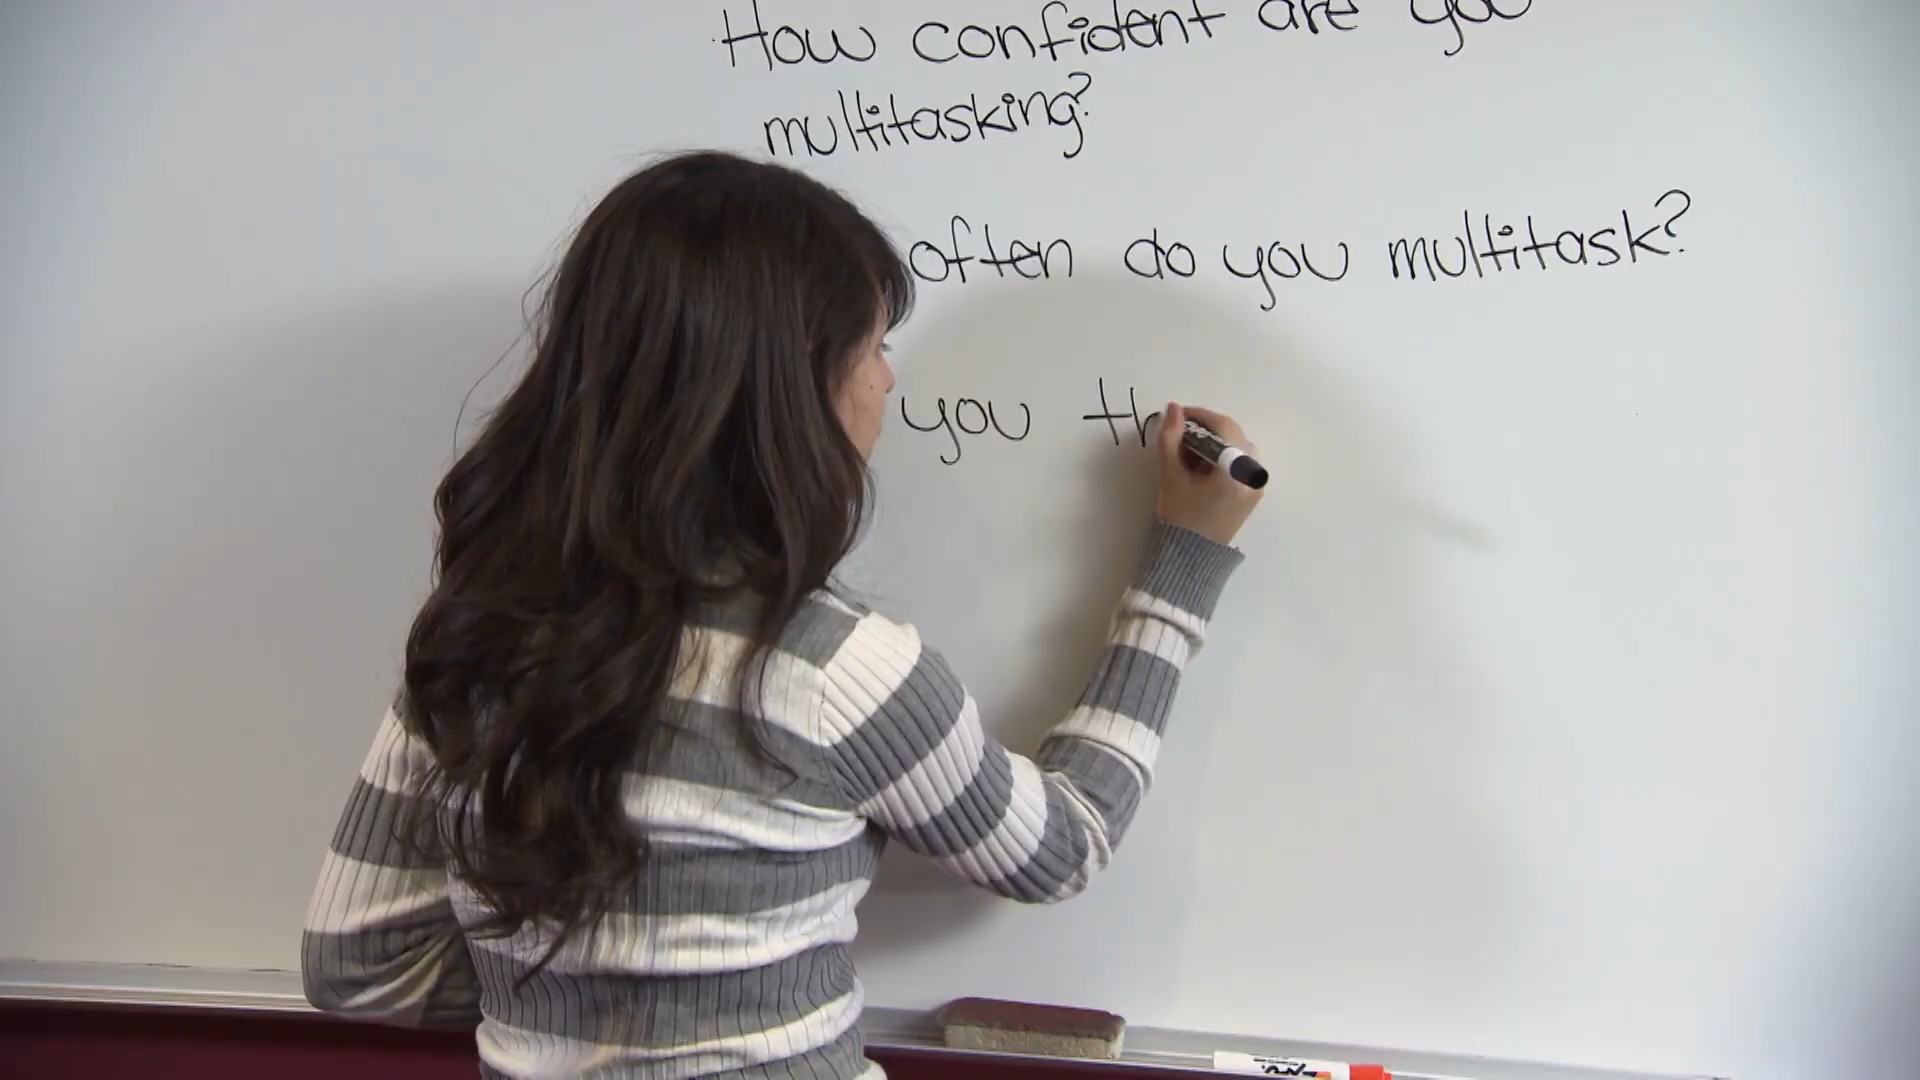 How confident are you
multitasking?
often do you multitask?
you th